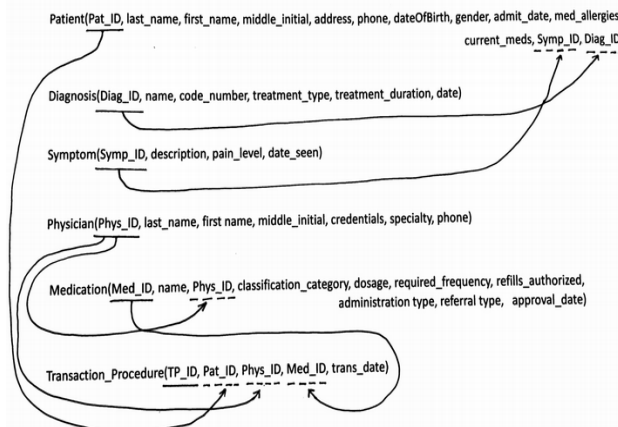 Patient(Pat_ID, last_name, first_name, middle_initial, address, phone, dateOfBirth, gender, admit_date, med_allergies
current_meds, Symp_ID, Diag_ID
Diagnosis(Diag_ID, name, code_number, treatment_type, treatment_duration, date)
Symptom(Symp_ID, description, pain_level, date_seen)
Physician(Phys_ID, last_name, first name, middle_initial, credentials, specialty, phone)
Medication(Med_ID, name, Phys_ID, classification_category, dosage, required_frequency, refills_authorized,
administration type, referral type, approval_date)
Transaction_Procedure(TP_ID, Pat_ID, Phys_ID, Med_ID, trans_date)